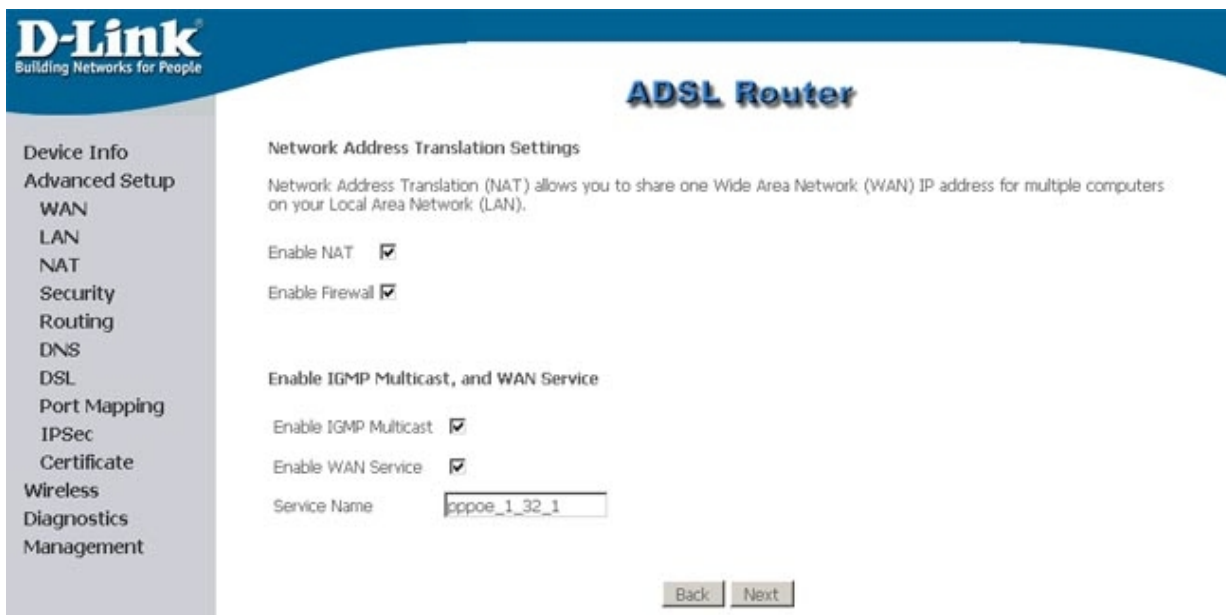 D-Link
Building Networks for People
ADSL Router
Device Info
Advanced Setup
WAN
LAN
NAT
Security
Routing
DNS
DSL
Port Mapping
IPSec
Certificate
Wireless
Diagnostics
Management
Network Address Translation Settings
Network Address Translation (NAT) allows you to share one Wide Area Network (WAN) IP address for multiple computers
on your Local Area Network (LAN).
Enable NAT
Enable Firewall
Enable IGMP Multicast, and WAN Service
Enable IGMP Multicast
Enable WAN Service
Service Name pppoe_1_32_1
Back Next